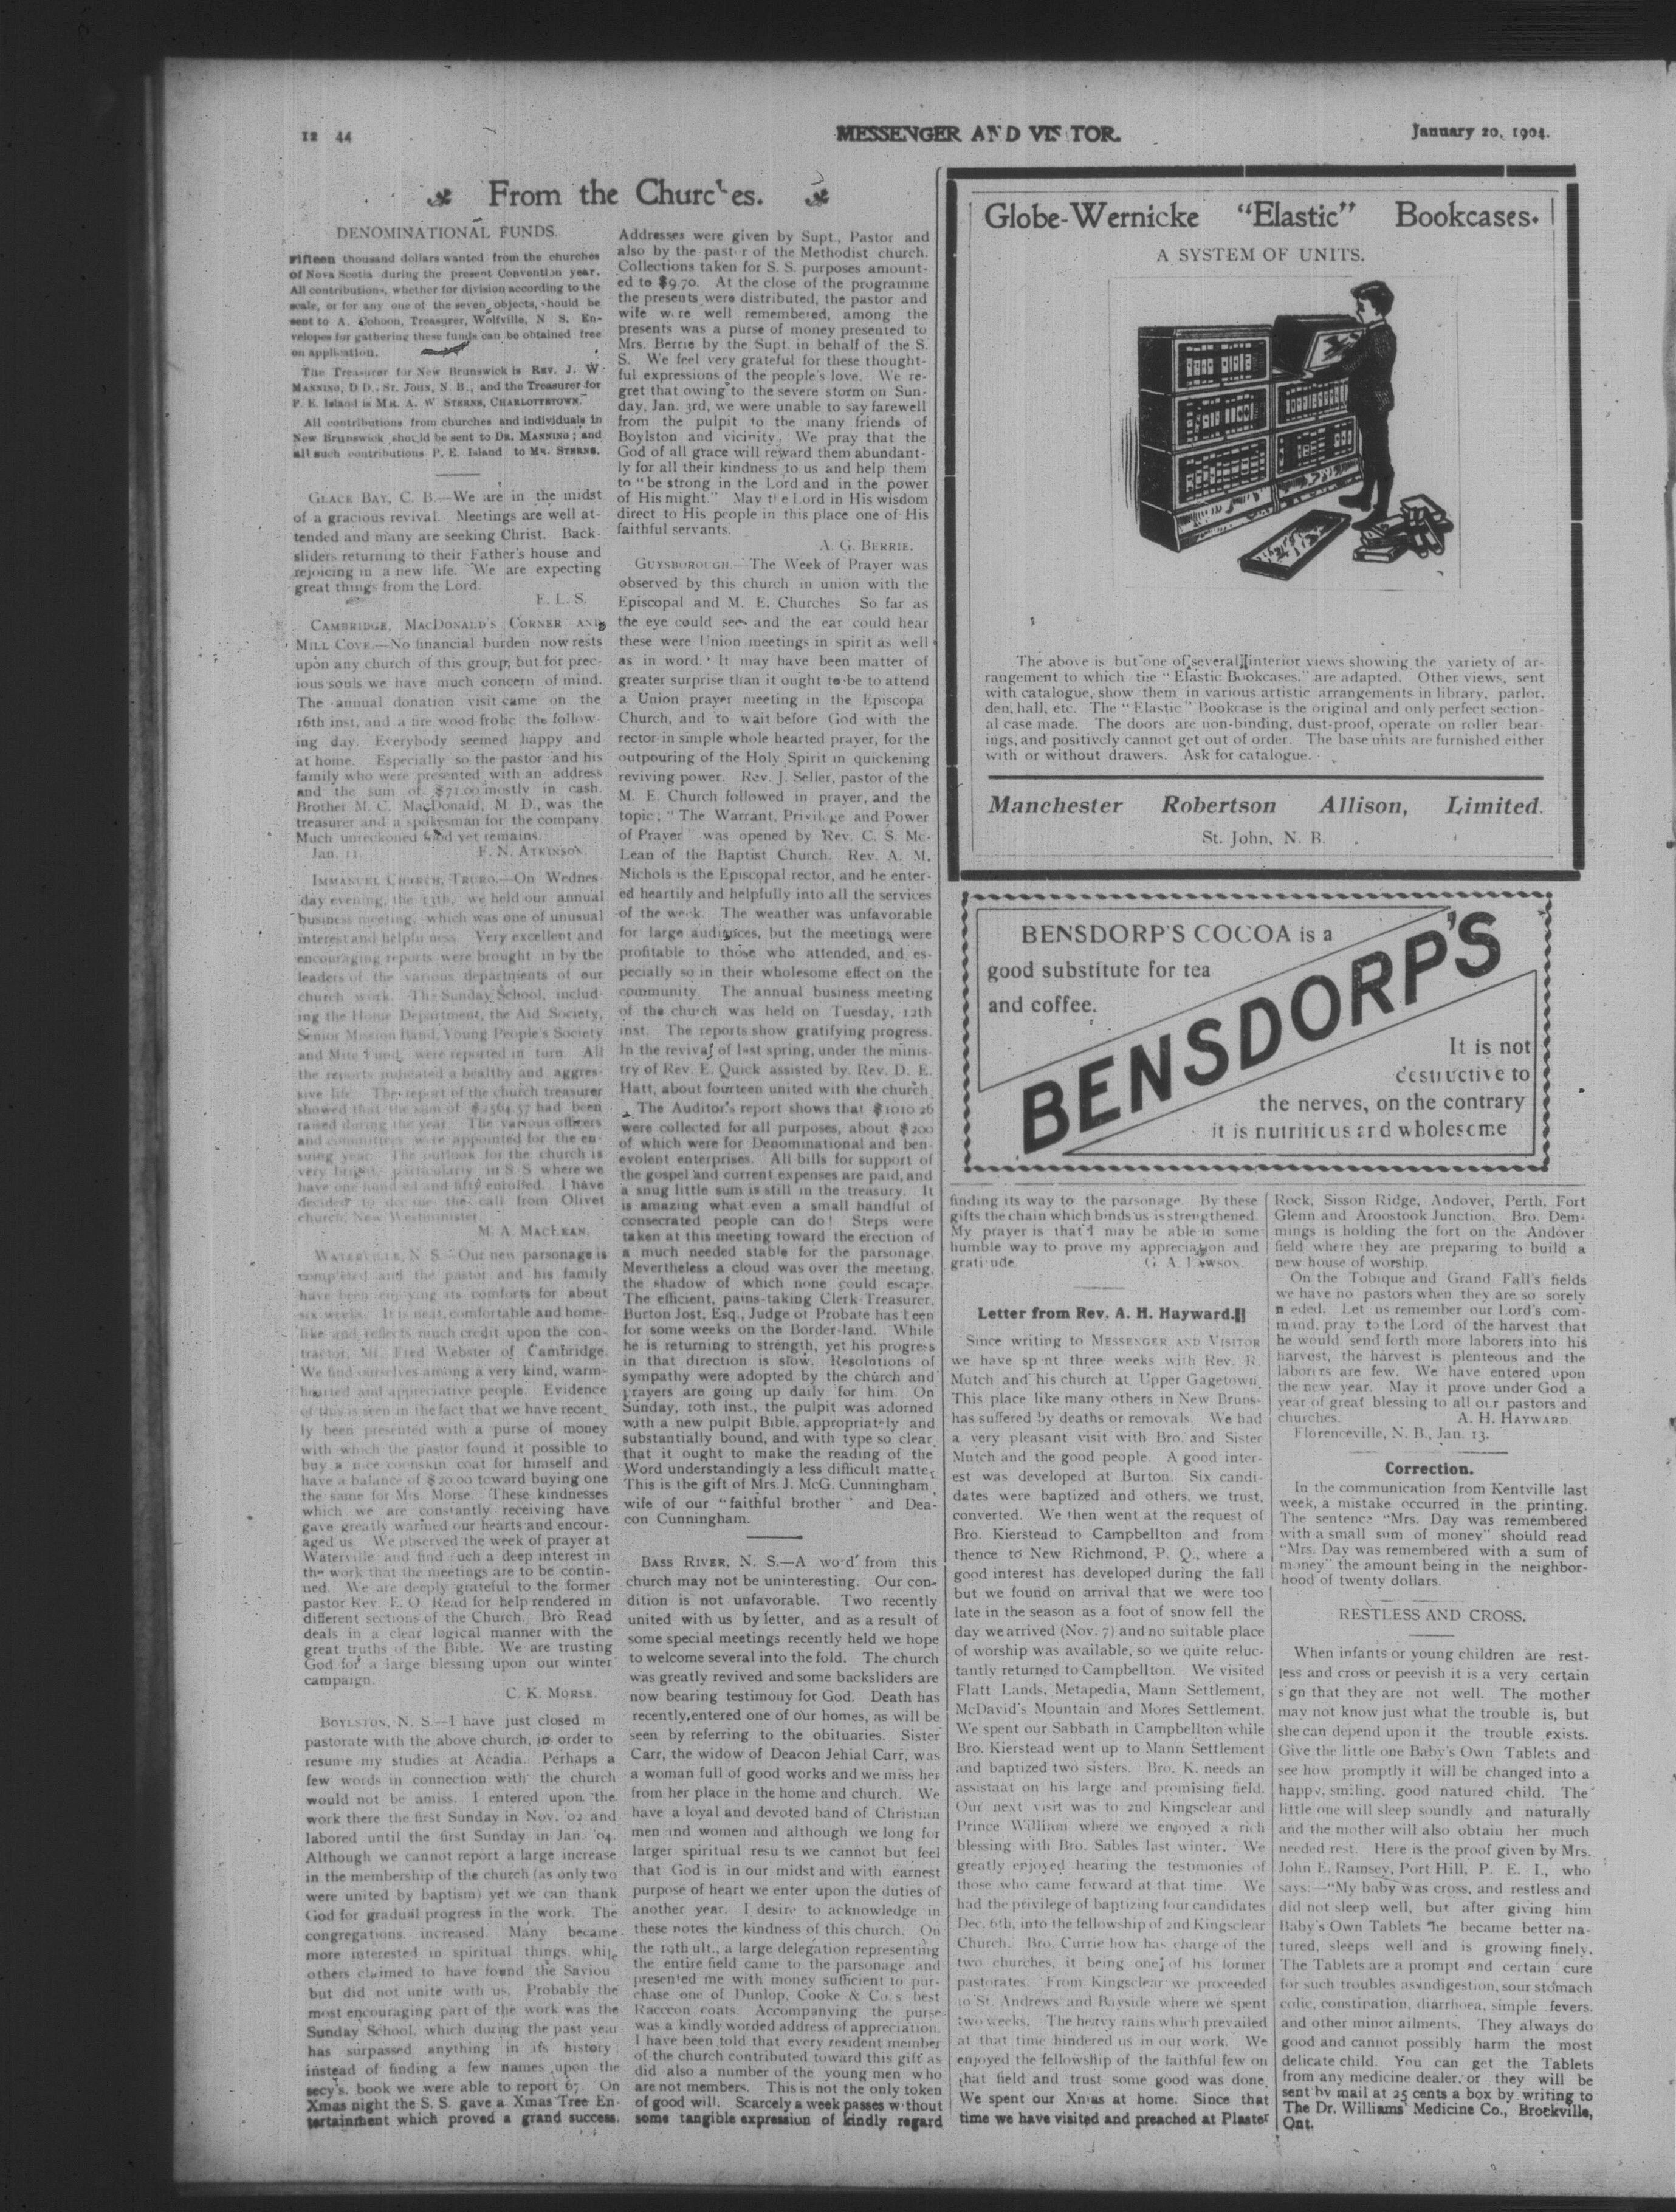 12 44
MESSENGER AND VISITOR.
January 20, 1904.
From the Churches.
DENOMINATIONAL FUNDS.
Fifteen thousand dollars wanted from the churches
of Nova Scotia during the present Convention year.
All contributions, whether for division according to the
scale, or for any one of the seven objects, should be
sent to A. Cohoon, Treasurer, Wolfville, N. S. En-
velopes for gathering these funds can be obtained free
on application.
The Treasurer for New Brunswick is REV. J. W.
MANNING, D.D., ST. JOHN, N. B., and the Treasurer for
P. E. Island is MR. A. W. STERNS, CHARLOTTETOWN.
All contributions from churches and individuals in
New Brunswick should be sent to DR. MANNING; and
all such contributions P. E. Island to MR. STERNS.
GLACE BAY, C. B.—We are in the midst
of a gracious revival. Meetings are well at-
tended and many are seeking Christ. Back-
sliders returning to their Father's house and
rejoicing in a new life. We are expecting
great things from the Lord.
F. L. S.
CAMBRIDGE, MACDONALD'S CORNER AND
MILL COVE.—No financial burden now rests
upon any church of this group, but for prec-
ious souls we have much concern of mind.
The annual donation visit came on the
16th inst, and a fire wood frolic the follow-
ing day. Everybody seemed happy and
at home. Especially so the pastor and his
family who were presented with an address
and the sum of $71.00 mostly in cash.
Brother M. C. MacDonald, M. D., was the
treasurer and a spokesman for the company.
Much unreckoned food yet remains.
Jan. 11. F. N. ATKINSON.
IMMANUEL CHURCH, TRURO.—On Wednes-
day evening, the 13th, we held our annual
business meeting, which was one of unusual
interest and helpfulness. Very excellent and
encouraging reports were brought in by the
leaders of the various departments of our
church work. The Sunday School, includ-
ing the Home Department, the Aid Society,
Senior Mission Band, Young People's Society
and Mite Fund, were reported in turn. All
the reports indicated a healthy and aggres-
sive life. The report of the church treasurer
showed that the sum of $2564.57 had been
raised during the year. The various officers
and committees were appointed for the en-
suing year. The outlook for the church is
very bright, particularly in S. S. where we
have one hundred and fifty enrolled. I have
decided to decline the call from Olivet
church, New Westminister.
M. A. MACLEAN.
WATERVILLE, N. S.—Our new parsonage is
completed and the pastor and his family
have been enjoying its comforts for about
six weeks. It is neat, comfortable and home-
like and reflects much credit upon the con-
tractor, Mr. Fred Webster of Cambridge.
We find ourselves among a very kind, warm-
hearted and appreciative people. Evidence
of this is seen in the fact that we have recent-
ly been presented with a purse of money
with which the pastor found it possible to
buy a nice coonskin coat for himself and
have a balance of $20.00 toward buying one
the same for Mrs. Morse. These kindnesses
which we are constantly receiving have
gave greatly warmed our hearts and encour-
aged us. We observed the week of prayer at
Waterville and find such a deep interest in
the work that the meetings are to be contin-
ued. We are deeply grateful to the former
pastor Rev. E. O. Read for help rendered in
different sections of the Church. Bro Read
deals in a clear logical manner with the
great truths of the Bible. We are trusting
God for a large blessing upon our winter
campaign.
C. K. MORSE.
BOYLSTON, N. S.—I have just closed m
pastorate with the above church, in order to
resume my studies at Acadia. Perhaps a
few words in connection with the church
would not be amiss. I entered upon the
work there the first Sunday in Nov. '02 and
labored until the first Sunday in Jan. '04.
Although we cannot report a large increase
in the membership of the church (as only two
were united by baptism) yet we can thank
God for gradual progress in the work. The
congregations increased. Many became
more interested in spiritual things, while
others claimed to have found the Saviou
but did not unite with us. Probably the
most encouraging part of the work was the
Sunday School, which during the past year
has surpassed anything in its history;
instead of finding a few names upon the
secy's. book we were able to report 67. On
Xmas night the S. S. gave a Xmas Tree En-
tertainment which proved a grand success.
Addresses were given by Supt., Pastor and
also by the pastor of the Methodist church.
Collections taken for S. S. purposes amount-
ed to $9.70. At the close of the programme
the presents were distributed, the pastor and
wife were well remembered, among the
presents was a purse of money presented to
Mrs. Berrie by the Supt. in behalf of the S.
S. We feel very grateful for these thought-
ful expressions of the people's love. We re-
gret that owing to the severe storm on Sun-
day, Jan. 3rd, we were unable to say farewell
from the pulpit to the many friends of
Boylston and vicinity. We pray that the
God of all grace will reward them abundant-
ly for all their kindness to us and help them
to "be strong in the Lord and in the power
of His might." May the Lord in His wisdom
direct to His people in this place one of His
faithful servants.
A. G. BERRIE.
GUYSBOROUGH.—The Week of Prayer was
observed by this church in union with the
Episcopal and M. E. Churches So far as
the eye could see and the ear could hear
these were Union meetings in spirit as well
as in word. It may have been matter of
greater surprise than it ought to be to attend
a Union prayer meeting in the Episcopa
Church, and to wait before God with the
rector in simple whole hearted prayer, for the
outpouring of the Holy Spirit in quickening
reviving power. Rev. J. Seller, pastor of the
M. E. Church followed in prayer, and the
topic; "The Warrant, Privilege and Power
of Prayer" was opened by Rev. C. S. Mc-
Lean of the Baptist Church. Rev. A. M.
Nichols is the Episcopal rector, and he enter-
ed heartily and helpfully into all the services
of the week. The weather was unfavorable
for large audiences, but the meetings were
profitable to those who attended, and es-
pecially so in their wholesome effect on the
community. The annual business meeting
of the church was held on Tuesday, 12th
inst. The reports show gratifying progress.
In the revival of last spring, under the minis-
try of Rev. E. Quick assisted by Rev. D. E.
Hatt, about fourteen united with the church.
The Auditor's report shows that $1010 26
were collected for all purposes, about $200
of which were for Denominational and ben-
evolent enterprises. All bills for support of
the gospel and current expenses are paid, and
a snug little sum is still in the treasury. It
is amazing what even a small handful of
consecrated people can do! Steps were
taken at this meeting toward the erection of
a much needed stable for the parsonage.
Mevertheless a cloud was over the meeting,
the shadow of which none could escape.
The efficient, pains-taking Clerk-Treasurer,
Burton Jost, Esq., Judge of Probate has been
for some weeks on the Border-land. While
he is returning to strength, yet his progress
in that direction is slow. Resolutions of
sympathy were adopted by the church and
prayers are going up daily for him. On
Sunday, 10th inst., the pulpit was adorned
with a new pulpit Bible, appropriately and
substantially bound, and with type so clear
that it ought to make the reading of the
Word understandingly a less difficult matter
This is the gift of Mrs. J. McG. Cunningham,
wife of our "faithful brother" and Dea-
con Cunningham.
BASS RIVER, N. S.—A word from this
church may not be uninteresting. Our con-
dition is not unfavorable. Two recently
united with us by letter, and as a result of
some special meetings recently held we hope
to welcome several into the fold. The church
was greatly revived and some backsliders are
now bearing testimony for God. Death has
recently entered one of our homes, as will be
seen by referring to the obituaries. Sister
Carr, the widow of Deacon Jehial Carr, was
a woman full of good works and we miss her
from her place in the home and church. We
have a loyal and devoted band of Christian
men and women and although we long for
larger spiritual results we cannot but feel
that God is in our midst and with earnest
purpose of heart we enter upon the duties of
another year. I desire to acknowledge in
these notes the kindness of this church. On
the 19th ult., a large delegation representing
the entire field came to the parsonage and
presented me with money sufficient to pur-
chase one of Dunlop, Cooke & Co.s best
Racccon coats. Accompanying the purse
was a kindly worded address of appreciation.
I have been told that every resident member
of the church contributed toward this gift as
did also a number of the young men who
are not members. This is not the only token
of good will. Scarcely a week passes without
some tangible expression of kindly regard
Globe-Wernicke "Elastic" Bookcases.
A SYSTEM OF UNITS.
The above is but one of several interior views showing the variety of ar-
rangement to which the "Elastic Bookcases." are adapted. Other views, sent
with catalogue, show them in various artistic arrangements in library, parlor,
den, hall, etc. The "Elastic" Bookcase is the original and only perfect section-
al case made. The doors are non-binding, dust-proof, operate on roller bear-
ings, and positively cannot get out of order. The base units are furnished either
with or without drawers. Ask for catalogue.
Manchester Robertson Allison, Limited.
St. John, N. B.
BENSDORP'S COCOA is a
good substitute for tea
and coffee.
BENSDORP'S
It is not
destructive to
the nerves, on the contrary
it is nutritious and wholesome
finding its way to the parsonage. By these
gifts the chain which binds us is strengthened.
My prayer is that I may be able in some
humble way to prove my appreciation and
gratitude. G. A. LAWSON.
Letter from Rev. A. H. Hayward.
Since writing to MESSENGER AND VISITOR
we have spent three weeks with Rev. R.
Mutch and his church at Upper Gagetown.
This place like many others in New Bruns-
has suffered by deaths or removals. We had
a very pleasant visit with Bro. and Sister
Mutch and the good people. A good inter-
est was developed at Burton. Six candi-
dates were baptized and others, we trust,
converted. We then went at the request of
Bro. Kierstead to Campbellton and from
thence to New Richmond, P. Q., where a
good interest has developed during the fall
but we found on arrival that we were too
late in the season as a foot of snow fell the
day we arrived (Nov. 7) and no suitable place
of worship was available, so we quite reluc-
tantly returned to Campbellton. We visited
Flatt Lands, Metapedia, Mann Settlement,
McDavid's Mountain and Mores Settlement.
We spent our Sabbath in Campbellton while
Bro. Kierstead went up to Mann Settlement
and baptized two sisters. Bro. K. needs an
assistaat on his large and promising field.
Our next visit was to 2nd Kingsclear and
Prince William where we enjoyed a rich
blessing with Bro. Sables last winter. We
greatly enjoyed hearing the testimonies of
those who came forward at that time. We
had the privilege of baptizing four candidates
Dec. 6th, into the fellowship of 2nd Kingsclear
Church. Bro. Currie how has charge of the
two churches, it being one of his former
pastorates. From Kingsclear we proceeded
to St. Andrews and Bayside where we spent
two weeks. The heavy rains which prevailed
at that time hindered us in our work. We
enjoyed the fellowship of the faithful few on
that field and trust some good was done.
We spent our Xmas at home. Since that
time we have visited and preached at Plaster
Rock, Sisson Ridge, Andover, Perth, Fort
Glenn and Aroostook Junction. Bro. Dem-
mings is holding the fort on the Andover
field where they are preparing to build a
new house of worship.
On the Tobique and Grand Fall's fields
we have no pastors when they are so sorely
needed. Let us remember our Lord's com-
mand, pray to the Lord of the harvest that
he would send forth more laborers into his
harvest, the harvest is plenteous and the
laborers are few. We have entered upon
the new year. May it prove under God a
year of great blessing to all our pastors and
churches. A. H. HAYWARD.
Florenceville, N. B., Jan. 13.
Correction.
In the communication from Kentville last
week, a mistake occurred in the printing.
The sentence "Mrs. Day was remembered
with a small sum of money" should read
"Mrs. Day was remembered with a sum of
money" the amount being in the neighbor-
hood of twenty dollars.
RESTLESS AND CROSS.
When infants or young children are rest-
less and cross or peevish it is a very certain
sign that they are not well. The mother
may not know just what the trouble is, but
she can depend upon it the trouble exists.
Give the little one Baby's Own Tablets and
see how promptly it will be changed into a
happy, smiling, good natured child. The
little one will sleep soundly and naturally
and the mother will also obtain her much
needed rest. Here is the proof given by Mrs.
John E. Ramsey, Port Hill, P. E. I., who
says:—"My baby was cross, and restless and
did not sleep well, but after giving him
Baby's Own Tablets he became better na-
tured, sleeps well and is growing finely.
The Tablets are a prompt and certain cure
for such troubles as indigestion, sour stomach
colic, constipation, diarrhoea, simple fevers.
and other minor ailments. They always do
good and cannot possibly harm the most
delicate child. You can get the Tablets
from any medicine dealer, or they will be
sent by mail at 25 cents a box by writing to
The Dr. Williams' Medicine Co., Brockville,
Ont.